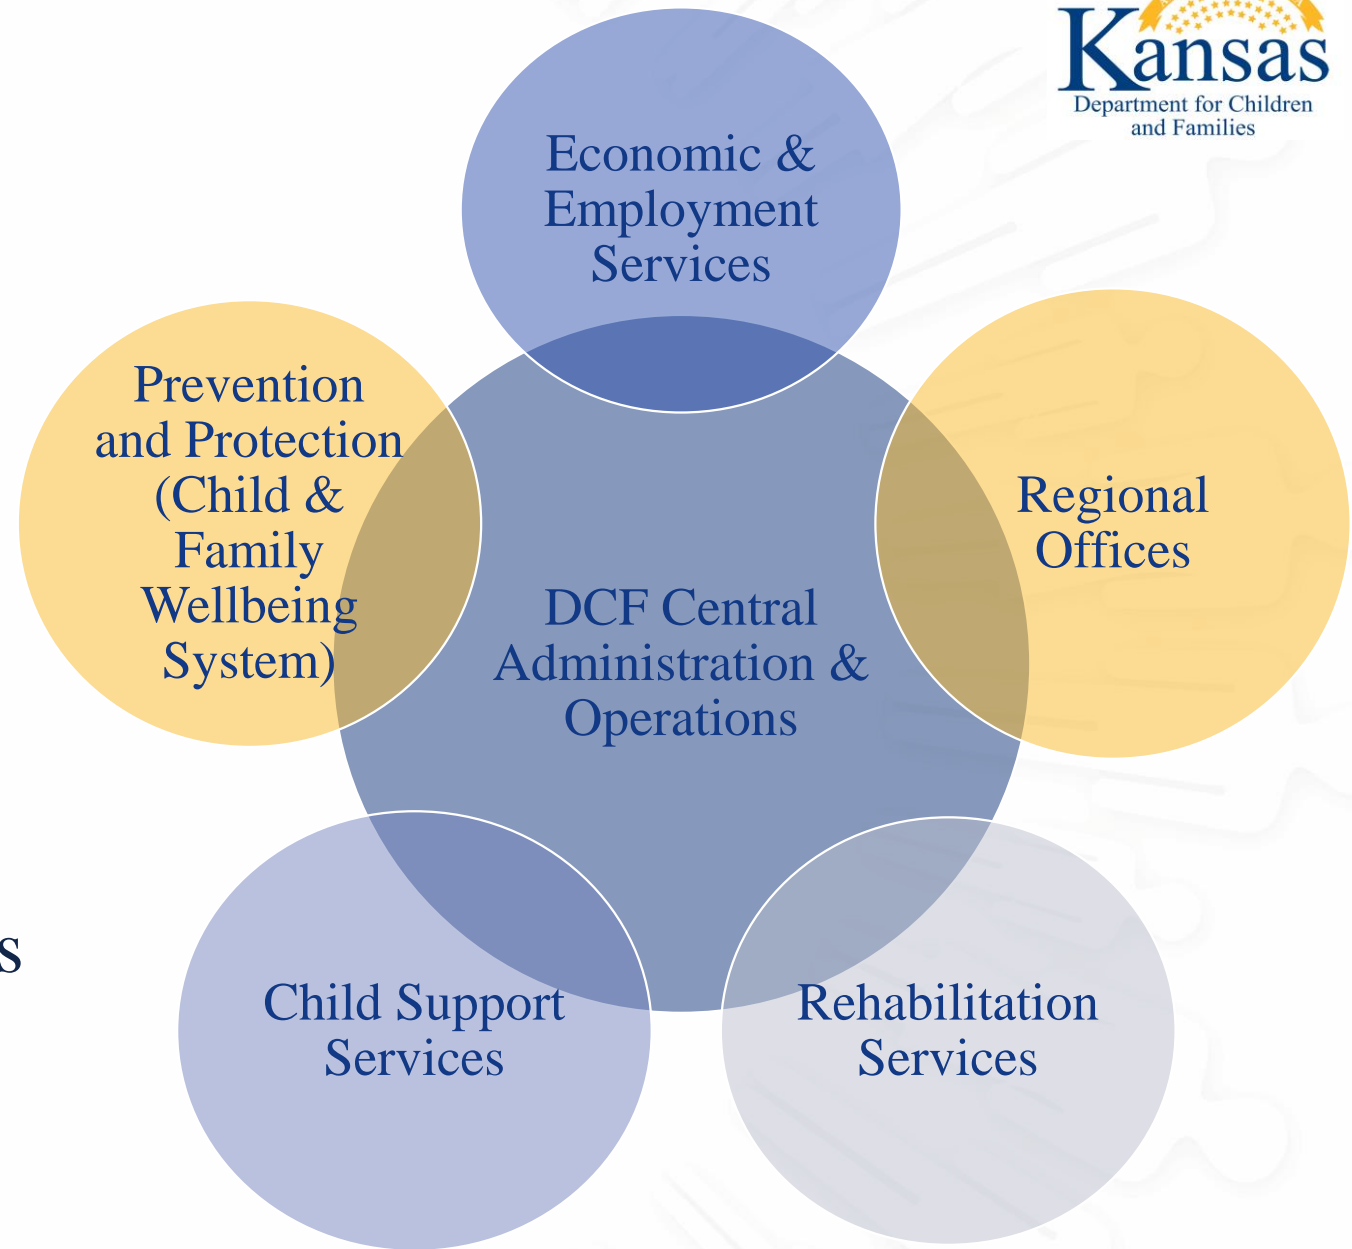 Kansas
Department for Children
and Families
Economic &
Employment
Services
Prevention
and Protection
(Child &
Family
Wellbeing
System)
Regional
Offices
DCF Central
Administration &
Operations
s
Child Support
Services
Rehabilitation
Services